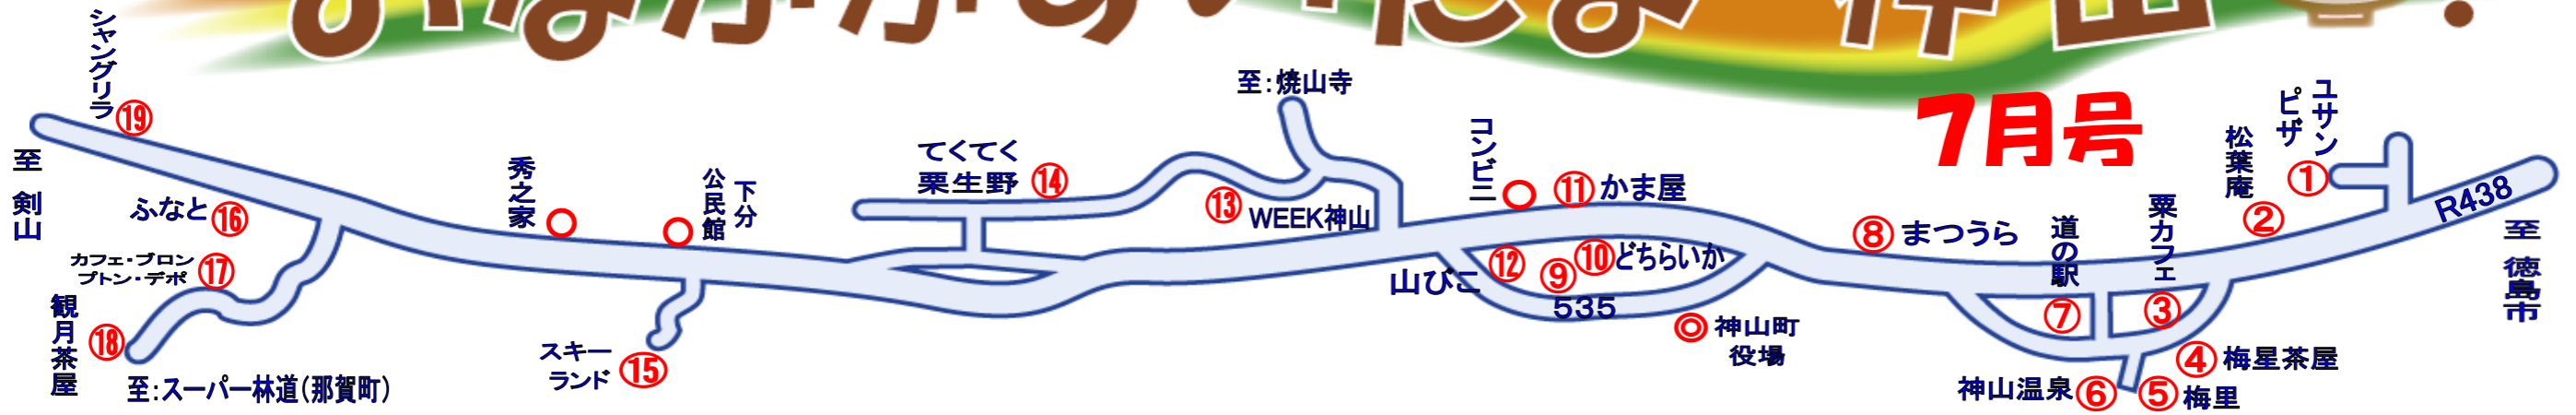 7月号
シャングリラ
⑲
至 剣山
ふなと ⑯
カフェ・ブロン
プトン・デポ ⑰
観月茶屋
⑱
至:スーパー林道(那賀町)
秀之家
下分
公民館
スキー
ランド ⑮
てくてく
粟生野 ⑭
至:焼山寺
⑬
WEEK神山
コンビニ
⑪ かま屋
山びこ
⑫
⑨
⑩ どちらいか
535
神山町
役場
⑧ まつうら
道の駅
⑦
粟カフェ
③
④ 梅星茶屋
神山温泉 ⑥
⑤ 梅里
松葉庵
②
ユサン
ピザ
①
R438
至 徳島市